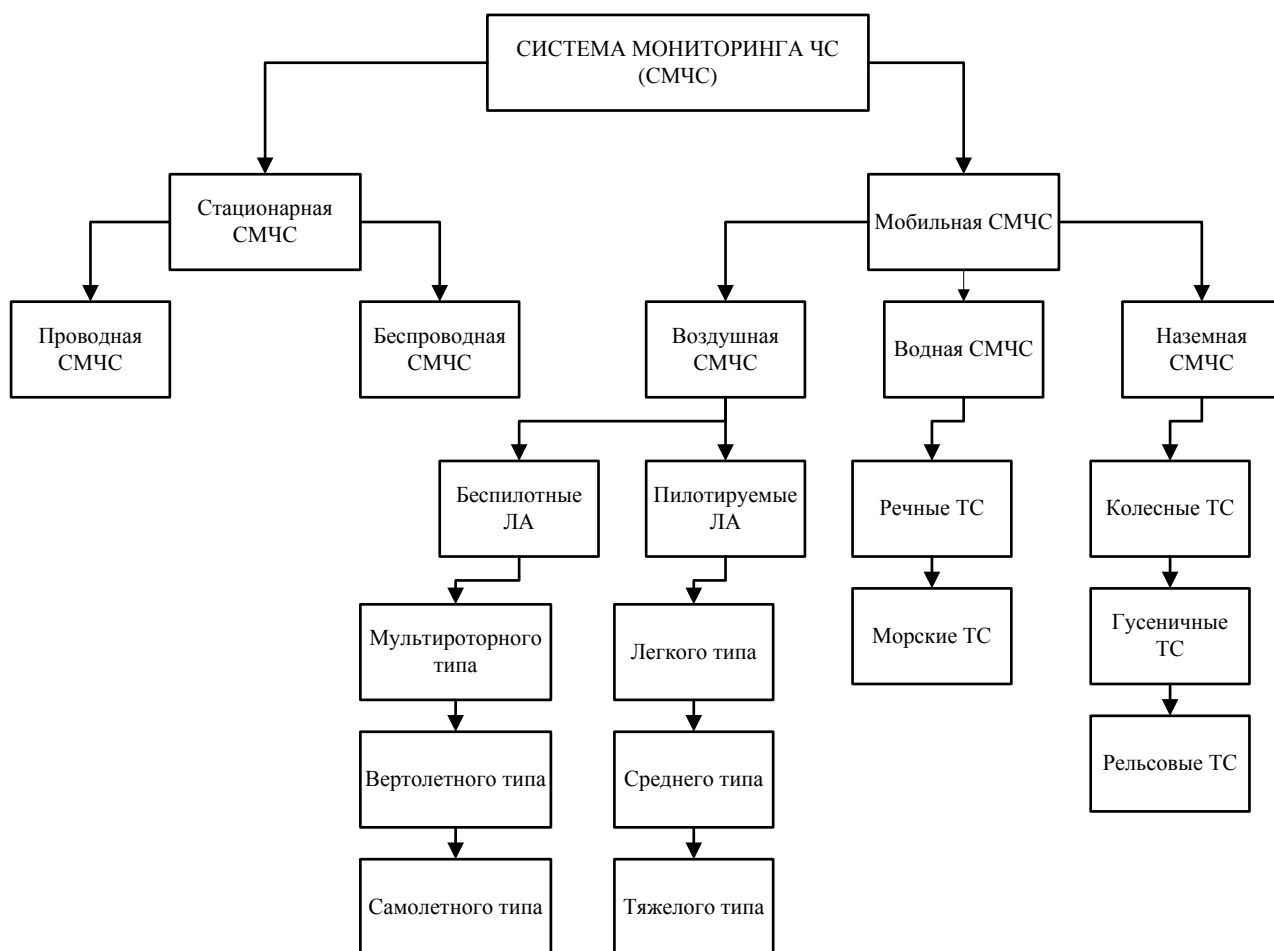 СИСТЕМА МОНИТОРИНГА ЧС
(СМЧС)
Стационарная
СМЧС
Мобильная СМЧС
Проводная
СМЧС
Беспроводная
СМЧС
Воздушная
СМЧС
Водная СМЧС
Наземная
СМЧС
Беспилотные
ЛА
Пилотируемые
ЛА
Речные ТС
Колесные ТС
Мультироторного
типа
Легкого типа
Морские ТС
Гусеничные
ТС
Вертолетного типа
Среднего типа
Рельсовые ТС
Самолетного типа
Тяжелого типа